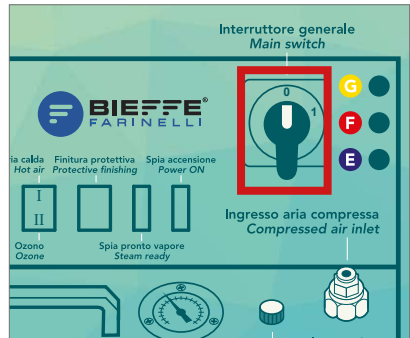 Interruttore generale
Main switch
0
1
G
F
E
BIEFFE®
FARINELLI
ria calda
Hot air
Finitura protettiva
Protective finishing
Spia accensione
Power ON
I
II
Ozono
Ozone
Spia pronto vapore
Steam ready
Ingresso aria compressa
Compressed air inlet